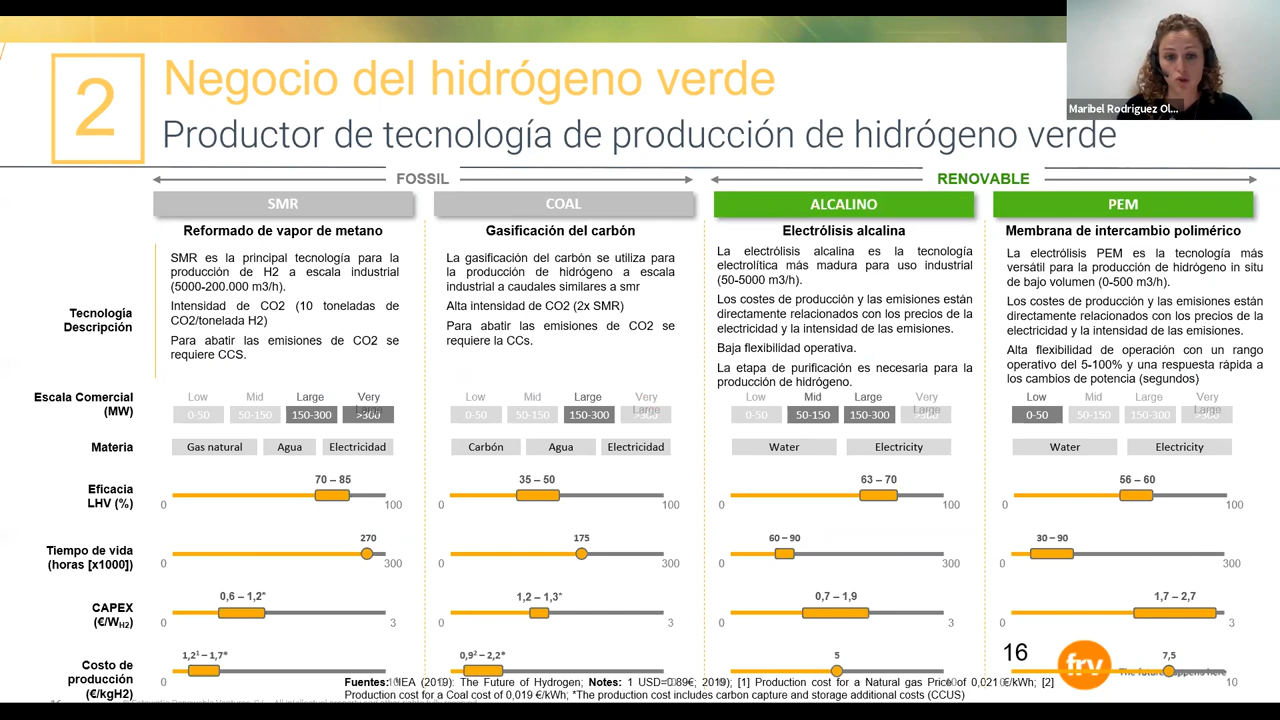 2
Negocio del hidrógeno verde
Productor de tecnología de producción de hidrógeno verde
Maribel Rodriguez Ol...
FOSSIL
RENOVABLE
SMR
COAL
ALCALINO
PEM
Reformado de vapor de metano
Gasificación del carbón
Electrólisis alcalina
Membrana de intercambio polimérico
Tecnología
Descripción
SMR es la principal tecnología para la
producción de H2 a escala industrial
(5000-200.000 m3/h).
Intensidad de CO2 (10 toneladas de
CO2/tonelada H2)
Para abatir las emisiones de CO2 se
requiere CCS.
La gasificación del carbón se utiliza para
la producción de hidrógeno a escala
industrial a caudales similares a smr
Alta intensidad de CO2 (2x SMR)
Para abatir las emisiones de CO2 se
requiere la CCs.
La electrólisis alcalina es la tecnología
electrolítica más madura para uso industrial
(50-5000 m3/h).
Los costes de producción y las emisiones están
directamente relacionados con los precios de la
electricidad y la intensidad de las emisiones.
Baja flexibilidad operativa.
La etapa de purificación es necesaria para la
producción de hidrógeno.
La electrólisis PEM es la tecnología más
versátil para la producción de hidrógeno in situ
de bajo volumen (0-500 m3/h).
Los costes de producción y las emisiones están
directamente relacionados con los precios de la
electricidad y la intensidad de las emisiones.
Alta flexibilidad de operación con un rango
operativo del 5-100% y una respuesta rápida a
los cambios de potencia (segundos)
Escala Comercial
(MW)
Low Mid Large Very Large
0-50 50-150 150-300 >300
Low Mid Large Very Large
0-50 50-150 150-300 >300
Low Mid Large Very Large
0-50 50-150 150-300 >300
Low Mid Large Very Large
0-50 50-150 150-300 >300
Materia
Gas natural Agua Electricidad
Carbón Agua Electricidad
Water Electricity
Water Electricity
Eficacia
LHV (%)
70 – 85
0 100
35 – 50
0 100
63 – 70
0 100
56 – 60
0 100
Tiempo de vida
(horas [x1000])
270
0 300
175
0 300
60 – 90
0 300
30 – 90
0 300
CAPEX
(€/WH2)
0,6 – 1,2*
0 3
1,2 – 1,3*
0 3
0,7 – 1,9
0 3
1,7 – 2,7
0 3
Costo de
producción
(€/kgH2)
1,2¹ – 1,7*
0
0,9² – 2,2*
0
5
7,5
10
16
frv
Fuentes: IEA (2019): The Future of Hydrogen; Notes: 1 USD=0.89€; 2019; [1] Production cost for a Natural gas Price of 0,021 €/kWh; [2]
Production cost for a Coal cost of 0,019 €/kWh; *The production cost includes carbon capture and storage additional costs (CCUS)